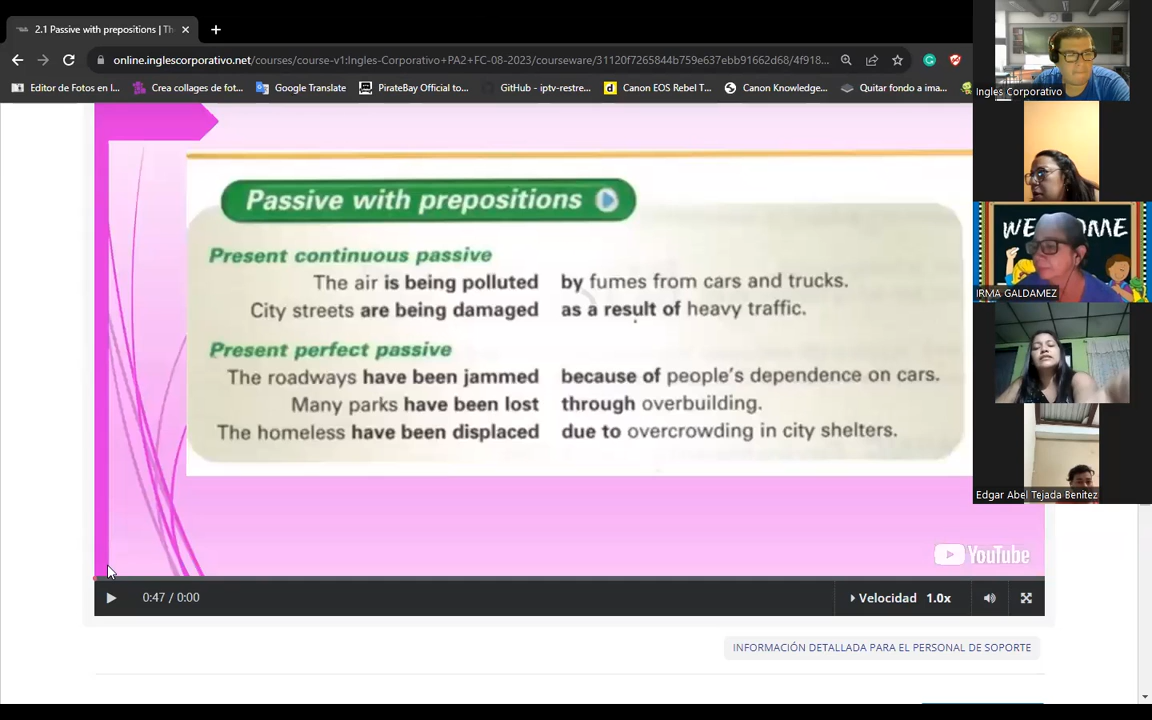 2.1 Passive with prepositions | Th
online.inglescorporativo.net/courses/course-v1:Ingles-Corporativo+PA2+FC-08-2023/courseware/31120f7265844b759e637ebb91662d68/4f918...
Editor de Fotos en l...
Crea collages de fot...
Google Translate
PirateBay Official to...
GitHub - iptv-restre...
Canon EOS Rebel T...
Canon Knowledge...
Quitar fondo a ima...
Ingles Corporativo
Passive with prepositions
Present continuous passive
The air is being polluted by fumes from cars and trucks.
City streets are being damaged as a result of heavy traffic.
Present perfect passive
The roadways have been jammed because of people's dependence on cars.
Many parks have been lost through overbuilding.
The homeless have been displaced due to overcrowding in city shelters.
IRMA GALDAMEZ
Edgar Abel Tejada Benitez
YouTube
0:47 / 0:00
Velocidad 1.0x
INFORMACIÓN DETALLADA PARA EL PERSONAL DE SOPORTE